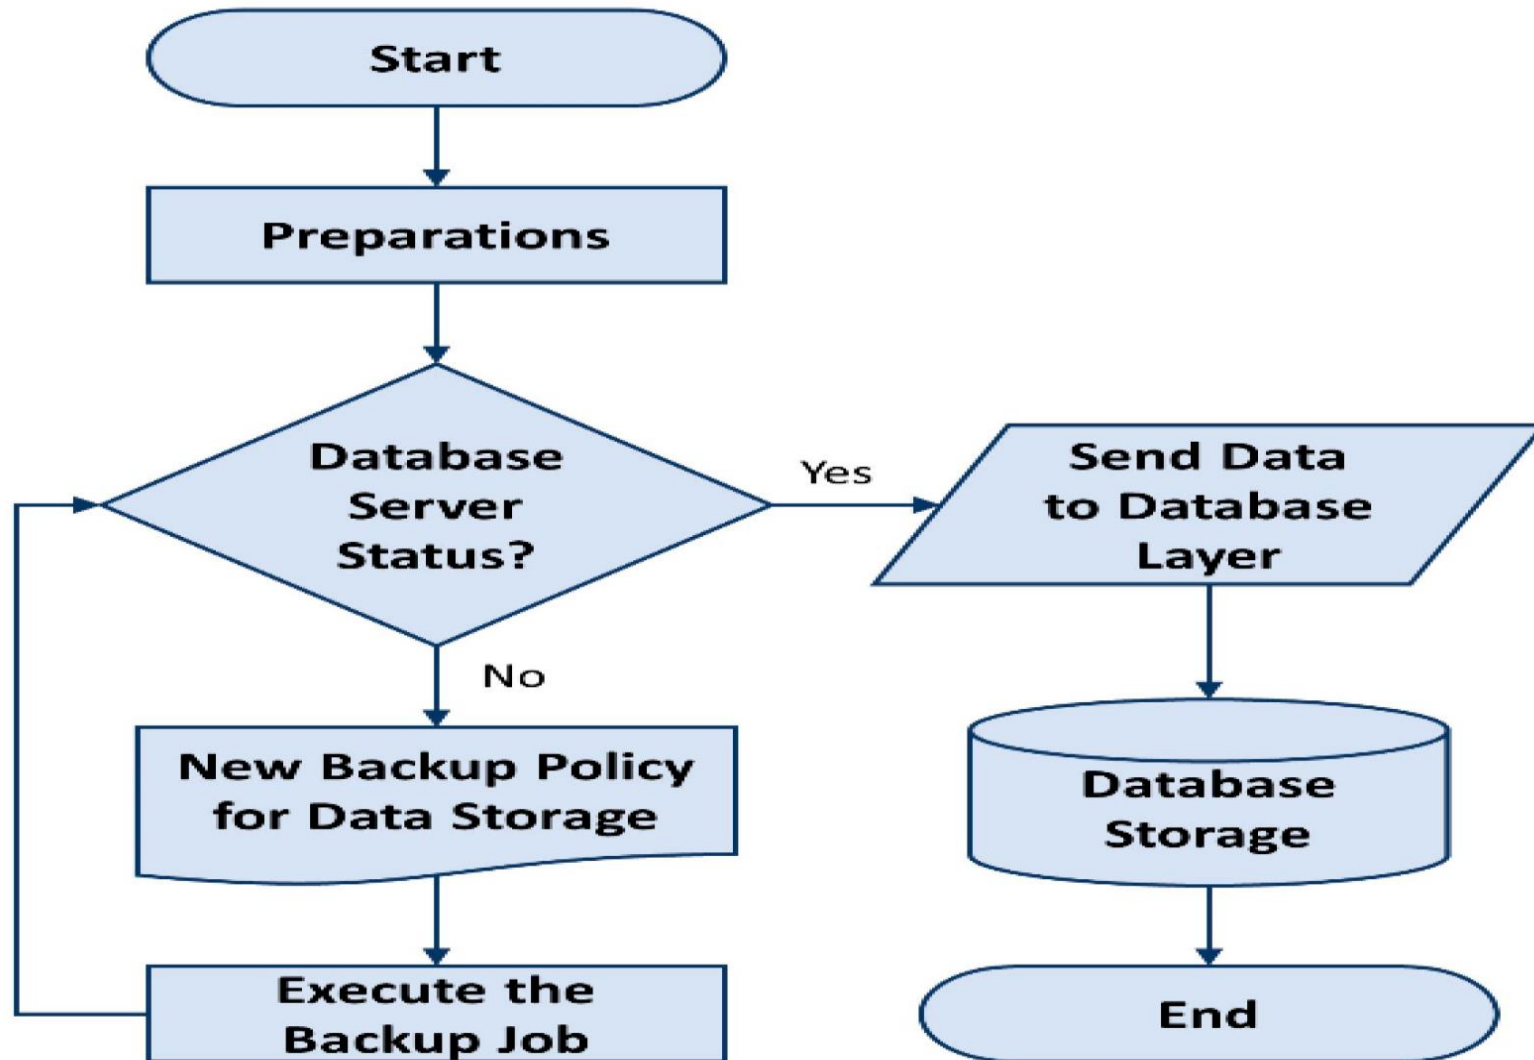 Start
Preparations
Database
Server
Status?
Yes
Send Data
to Database
Layer
No
New Backup Policy
for Data Storage
Database
Storage
Execute the
Backup Job
End